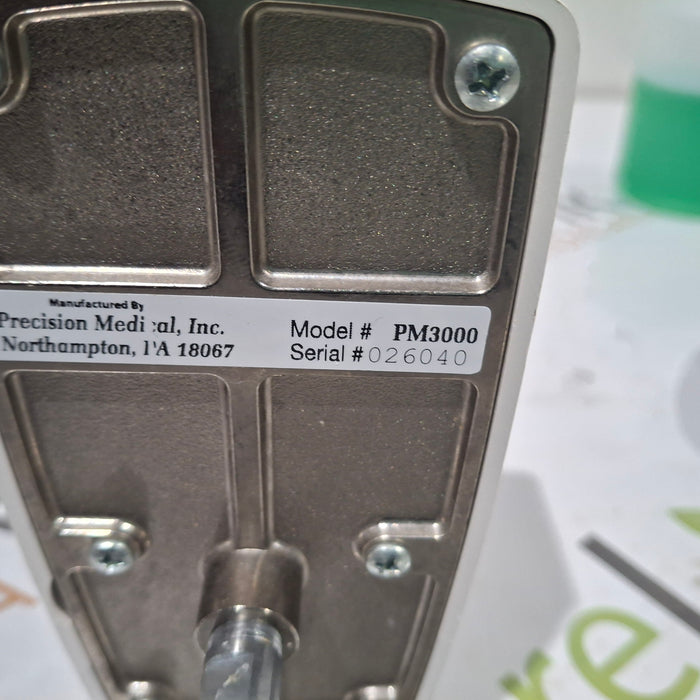 Manufactured By
Precision Medical, Inc.
Northampton, PA 18067
Model # PM3000
Serial # 026040